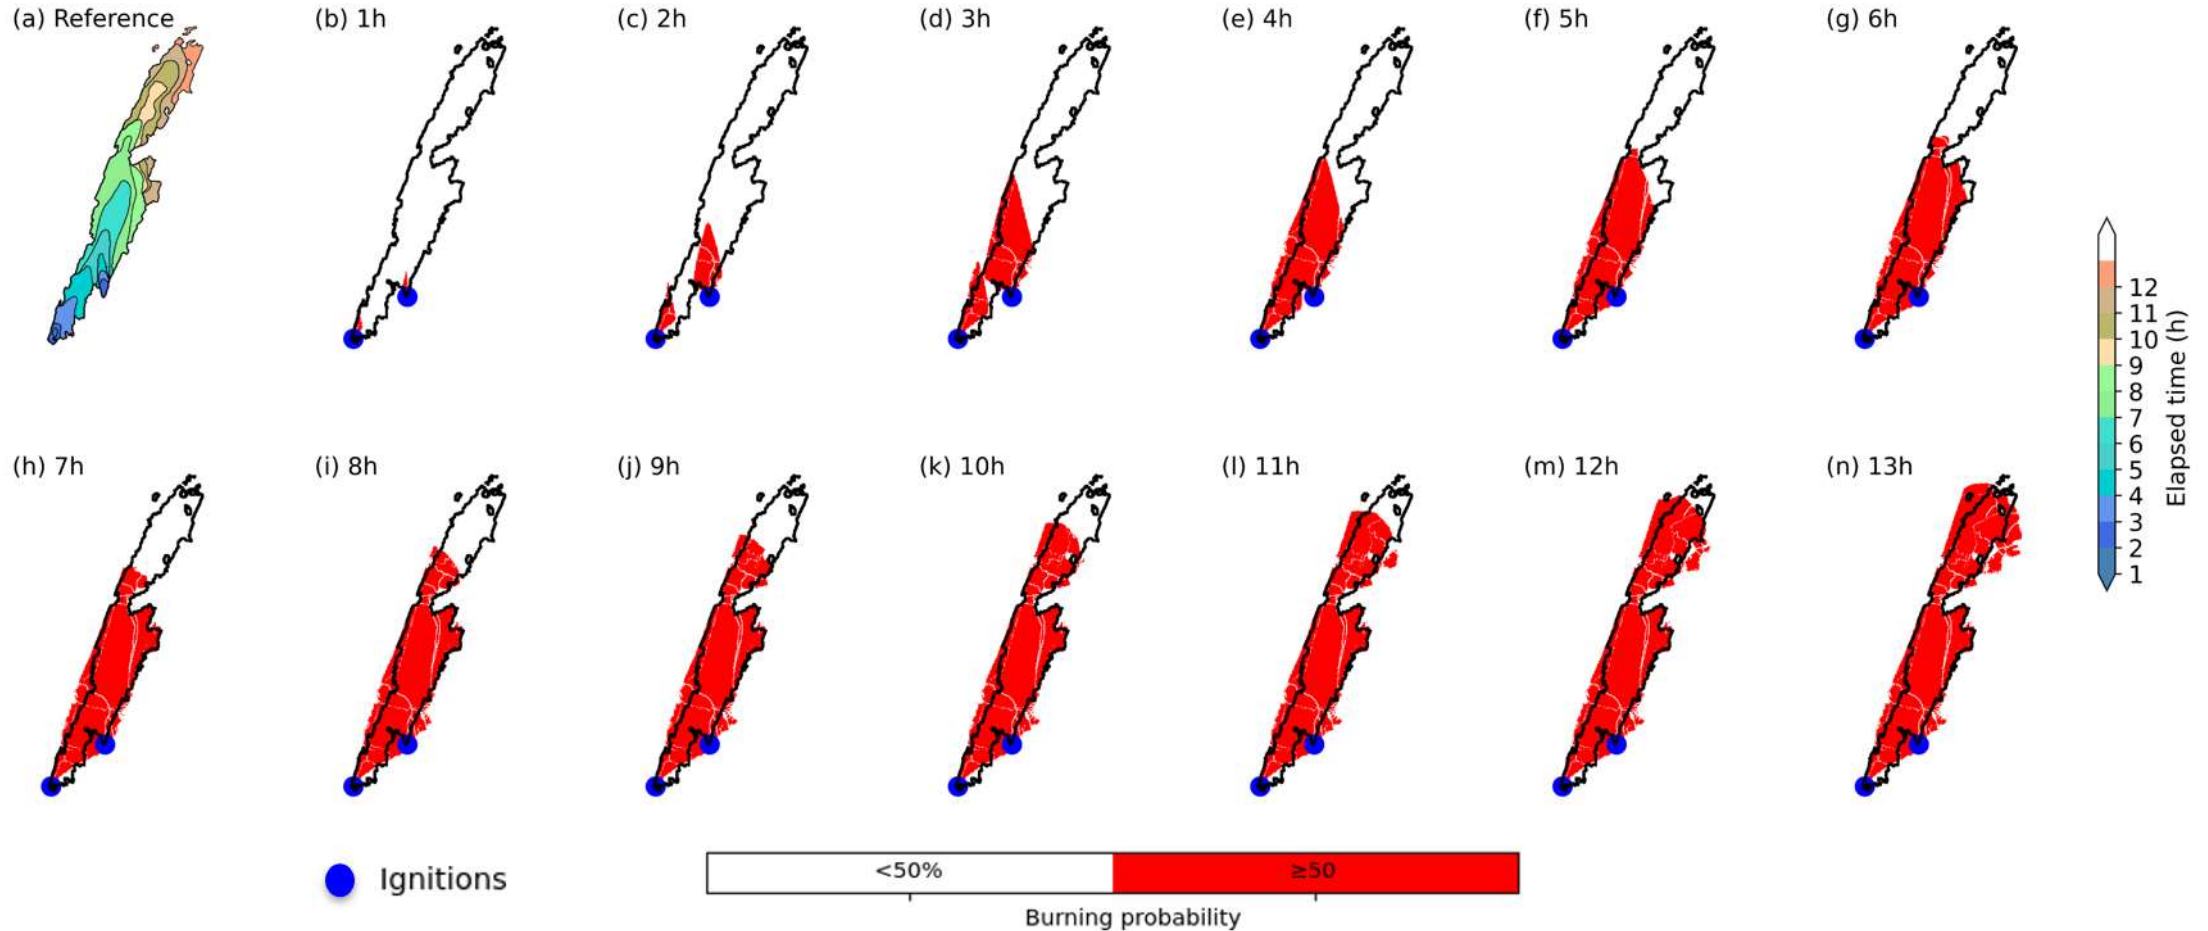 (a) Reference
(b) 1h
(c) 2h
(d) 3h
(e) 4h
(f) 5h
(g) 6h
12
11
10
9
8
7
6
5
4
3
2
1
Elapsed time (h)
(h) 7h
(i) 8h
(j) 9h
(k) 10h
(l) 11h
(m) 12h
(n) 13h
Ignitions
<50%
≥50
Burning probability